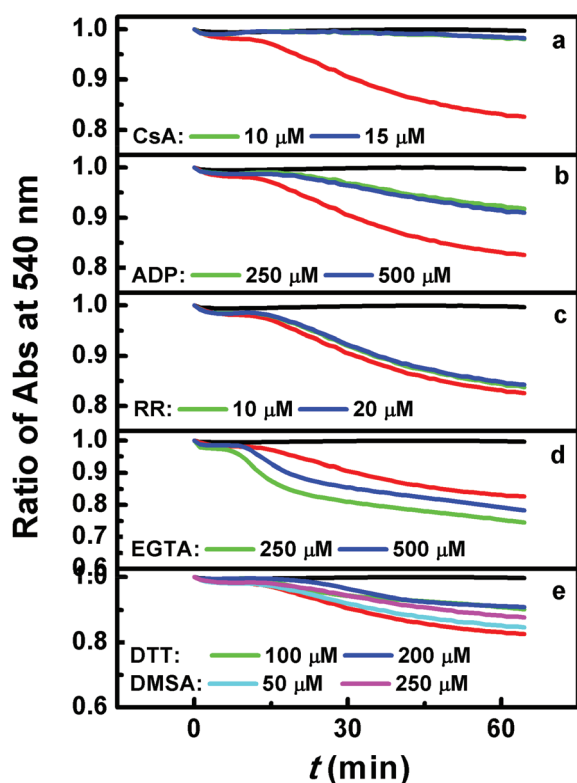 Ratio of Abs at 540 nm
1.0
a
0.9
0.8
CsA: 10 μM 15 μM
1.0
b
0.9
0.8
ADP: 250 μM 500 μM
1.0
c
0.9
0.8
RR: 10 μM 20 μM
1.0
d
0.9
0.8
0.7
0.6
EGTA: 250 μM 500 μM
1.0
e
0.8
0.6
DTT: 100 μM 200 μM
DMSA: 50 μM 250 μM
0 30 60
t (min)